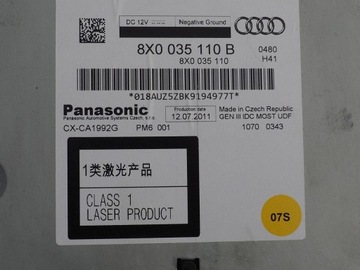 DC 12V Negative Ground
8X0 035 110 B 0480
8X0 035 110 H41
*018AUZ5ZBK9194977T*
Panasonic Production date Made in Czech Republic
Panasonic Automotive Systems Czech, s.r.o. 12.07.2011 GEN III IDC MOST UDF
CX-CA1992G PM6 001 1070 0343
1类激光产品
CLASS 1
LASER PRODUCT
07S